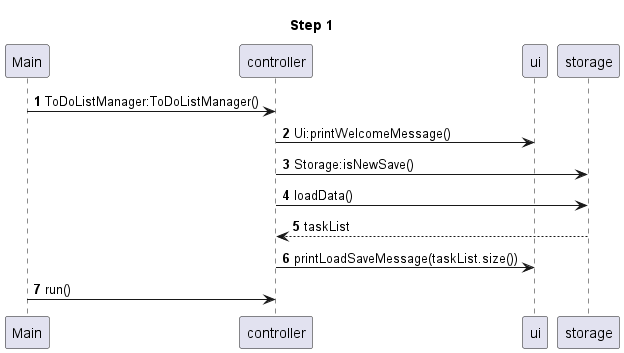 Step 1
Main controller ui storage
1 ToDoListManager:ToDoListManager()
2 Ui:printWelcomeMessage()
3 Storage:isNewSave()
4 loadData()
5 taskList
6 printLoadSaveMessage(taskList.size())
7 run()
Main controller ui storage